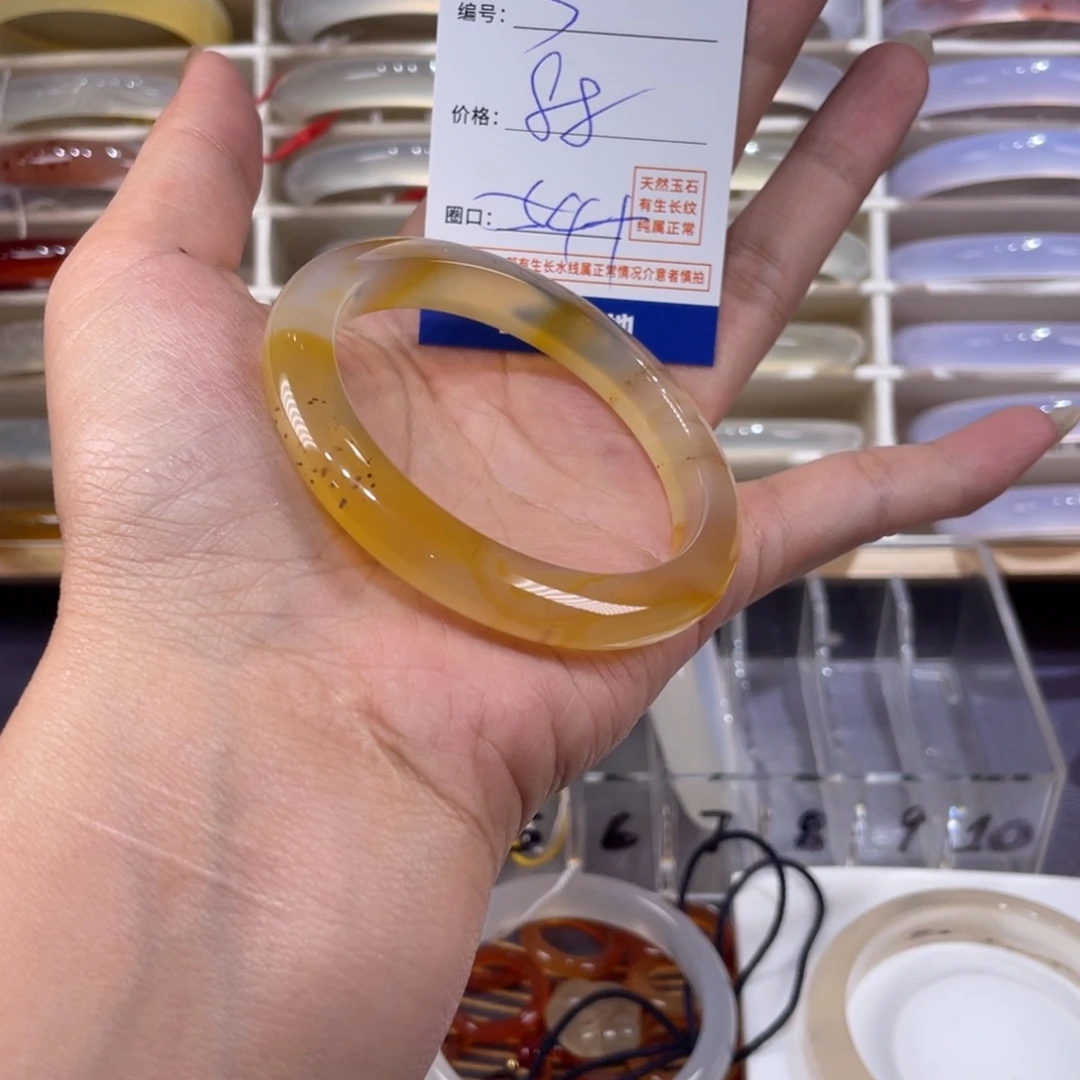 编号:
价格: 88
圈口:
天然玉石
有生长纹
纯属正常
有生长水线属正常情况介意者慎拍
地
6 7 8 9 10